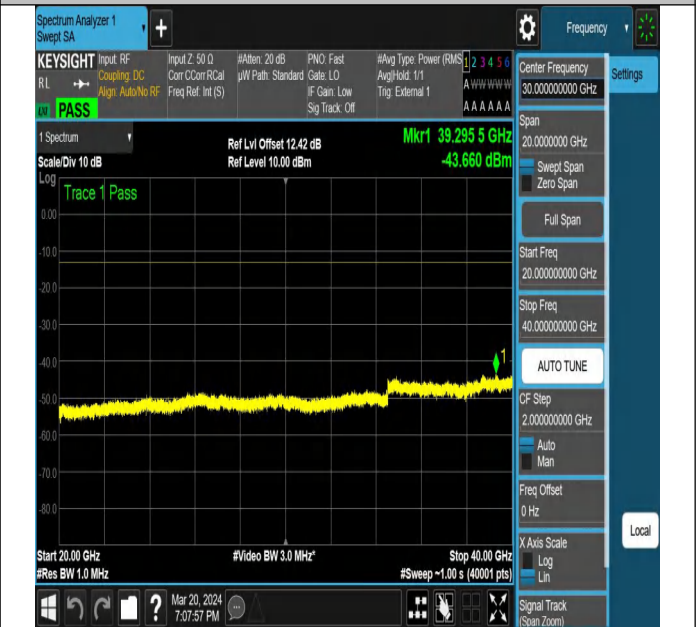 Spectrum Analyzer 1
Swept SA
+
Frequency
KEYSIGHT
RL
PASS
Input: RF
Coupling: DC
Align: Auto/No RF
Input Z: 50 Ω
Corr CCorr RCal
Freq Ref: Int (S)
#Atten: 20 dB
µW Path: Standard
PNO: Fast
Gate: LO
IF Gain: Low
Sig Track: Off
#Avg Type: Power (RMS
Avg|Hold: 1/1
Trig: External 1
1 2 3 4 5 6
A W W W W W
A A A A A A
Center Frequency
30.000000000 GHz
Settings
1 Spectrum
Scale/Div 10 dB
Log
Ref Lvl Offset 12.42 dB
Ref Level 10.00 dBm
Mkr1 39.295 5 GHz
-43.660 dBm
Trace 1 Pass
0.00
-10.0
-20.0
-30.0
-40.0
-50.0
-60.0
-70.0
-80.0
1
Start 20.00 GHz
#Res BW 1.0 MHz
#Video BW 3.0 MHz*
Stop 40.00 GHz
#Sweep ~1.00 s (40001 pts)
Span
20.0000000 GHz
Swept Span
Zero Span
Full Span
Start Freq
20.000000000 GHz
Stop Freq
40.000000000 GHz
AUTO TUNE
CF Step
2.000000000 GHz
Auto
Man
Freq Offset
0 Hz
X Axis Scale
Log
Lin
Local
Signal Track
(Span Zoom)
?
Mar 20, 2024
7:07:57 PM